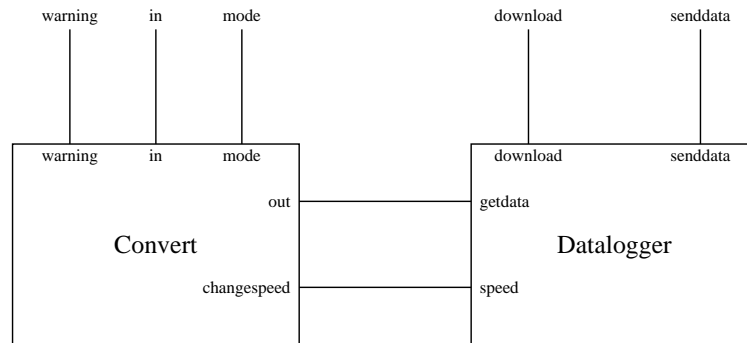 warning in mode download senddata
warning in mode download senddata
out getdata
Convert Datalogger
changespeed speed